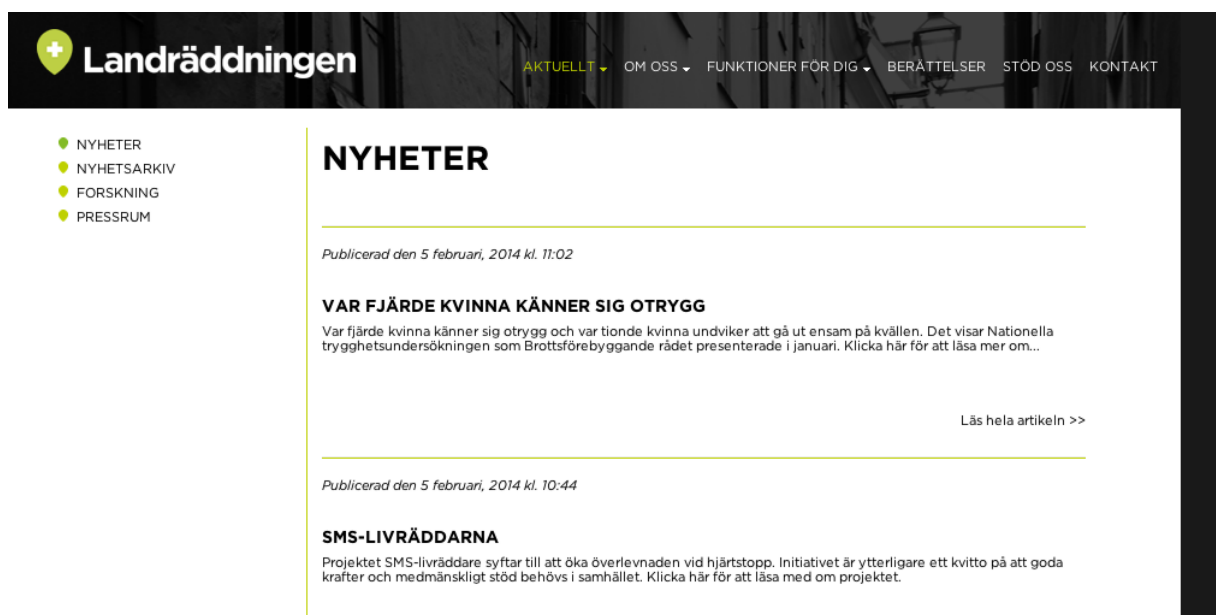 Landräddningen
AKTUELLT OM OSS FUNKTIONER FÖR DIG BERÄTTELSER STÖD OSS KONTAKT
NYHETER
NYHETSARKIV
FORSKNING
PRESSRUM
NYHETER
Publicerad den 5 februari, 2014 kl. 11:02
VAR FJÄRDE KVINNA KÄNNER SIG OTRYGG
Var fjärde kvinna känner sig otrygg och var tionde kvinna undviker att gå ut ensam på kvällen. Det visar Nationella
trygghetsundersökningen som Brottsförebyggande rådet presenterade i januari. Klicka här för att läsa mer om...
Läs hela artikeln >>
Publicerad den 5 februari, 2014 kl. 10:44
SMS-LIVRÄDDARNA
Projektet SMS-livräddare syftar till att öka överlevnaden vid hjärtstopp. Initiativet är ytterligare ett kvitto på att goda
krafter och medmänskligt stöd behövs i samhället. Klicka här för att läsa med om projektet.